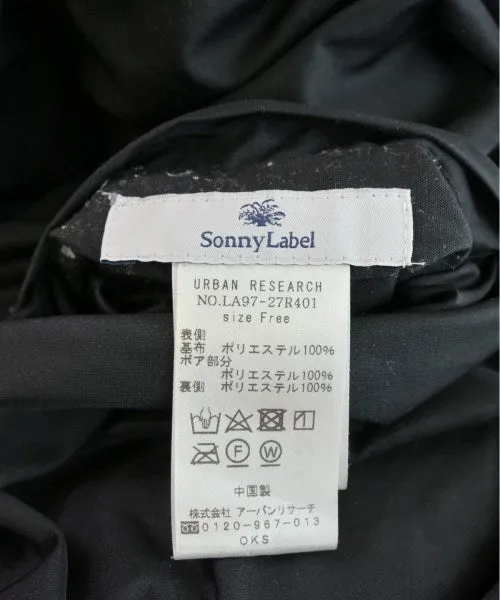 SonnyLabel
URBAN RESEARCH
NO.LA97-27R401
size Free
表側
基布 ポリエステル100%
ボア部分
ポリエステル100%
裏側 ポリエステル100%
F W
中国製
株式会社 アーバンリサーチ
0120-967-013
OKS